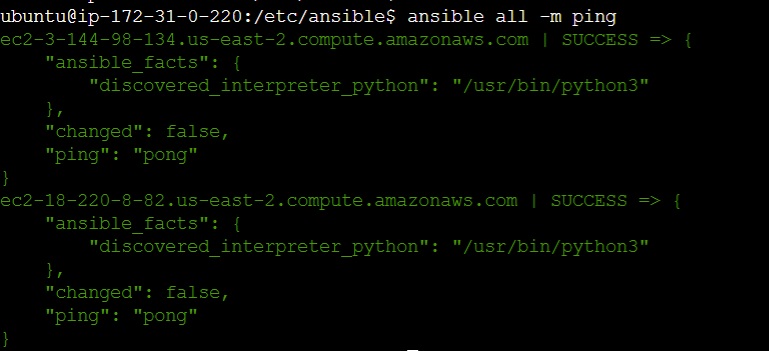 ubuntu@ip-172-31-0-220:/etc/ansible$ ansible all -m ping
ec2-3-144-98-134.us-east-2.compute.amazonaws.com | SUCCESS => {
    "ansible_facts": {
        "discovered_interpreter_python": "/usr/bin/python3"
    },
    "changed": false,
    "ping": "pong"
}
ec2-18-220-8-82.us-east-2.compute.amazonaws.com | SUCCESS => {
    "ansible_facts": {
        "discovered_interpreter_python": "/usr/bin/python3"
    },
    "changed": false,
    "ping": "pong"
}